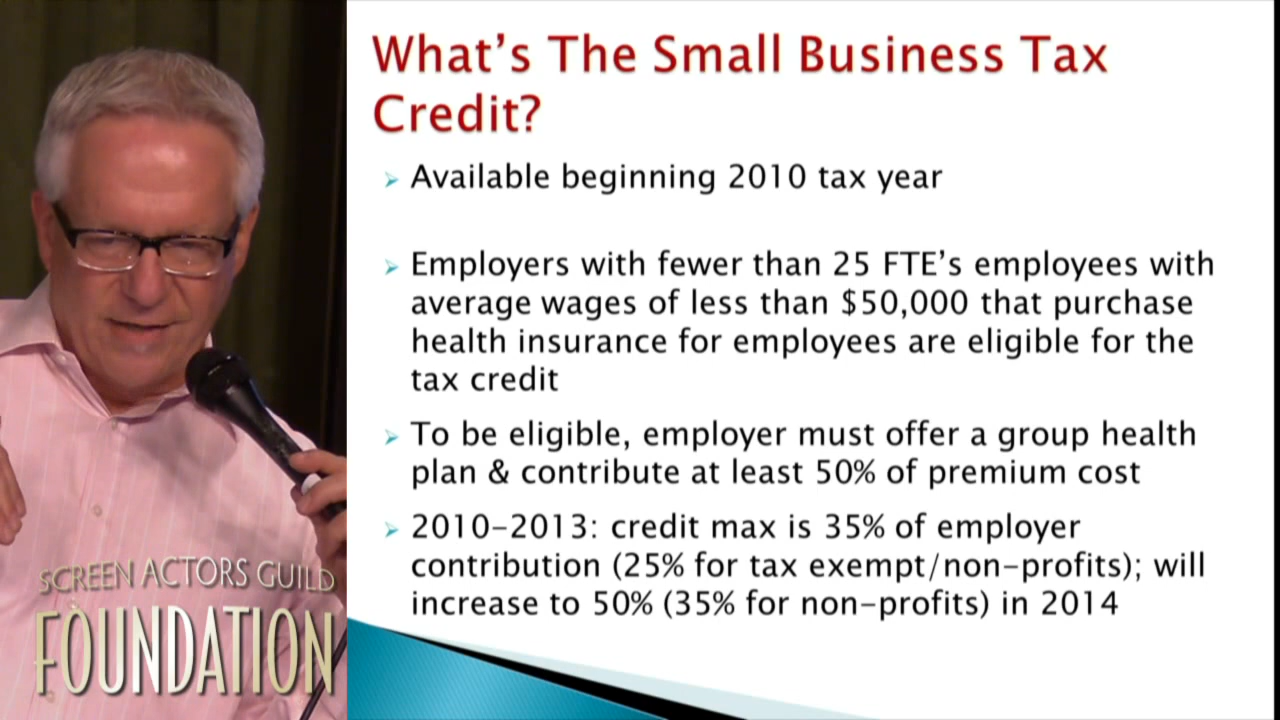 What's The Small Business Tax
Credit?
Available beginning 2010 tax year
Employers with fewer than 25 FTE's employees with
average wages of less than $50,000 that purchase
health insurance for employees are eligible for the
tax credit
To be eligible, employer must offer a group health
plan & contribute at least 50% of premium cost
2010-2013: credit max is 35% of employer
contribution (25% for tax exempt/non-profits); will
increase to 50% (35% for non-profits) in 2014
SCREEN ACTORS GUILD
FOUNDATION